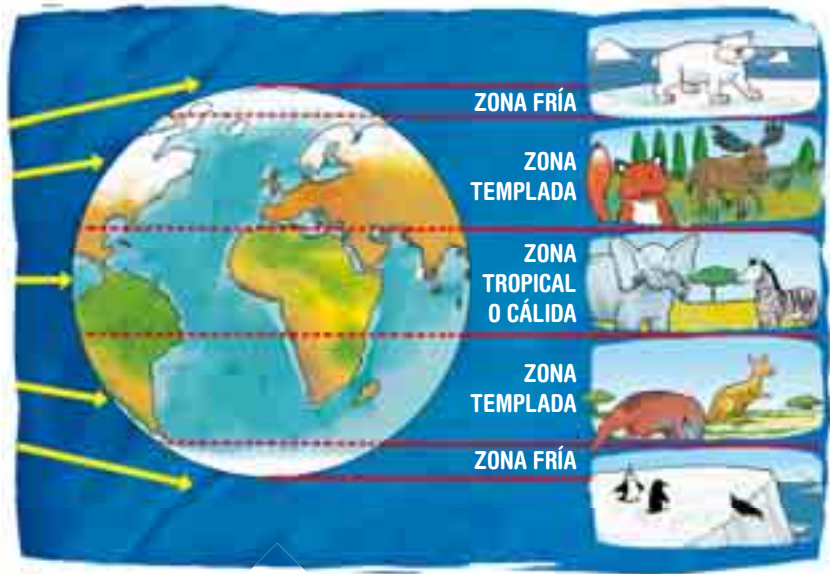 ZONA FRÍA
ZONA
TEMPLADA
ZONA
TROPICAL
O CÁLIDA
ZONA
TEMPLADA
ZONA FRÍA